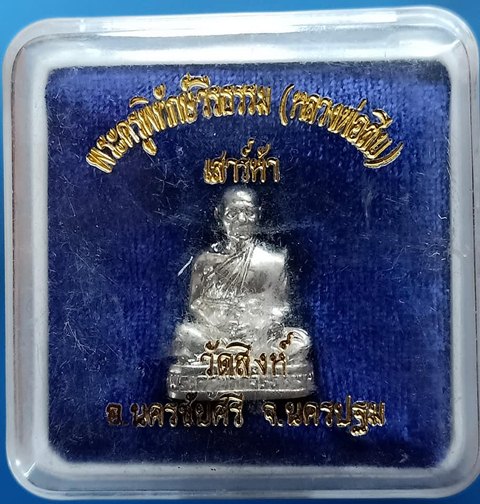 พระครูพิทักษ์วีรธรรม (หลวงพ่อสืบ)
เสาร์ห้า
วัดสิงห์
อ.นครชัยศรี จ.นครปฐม